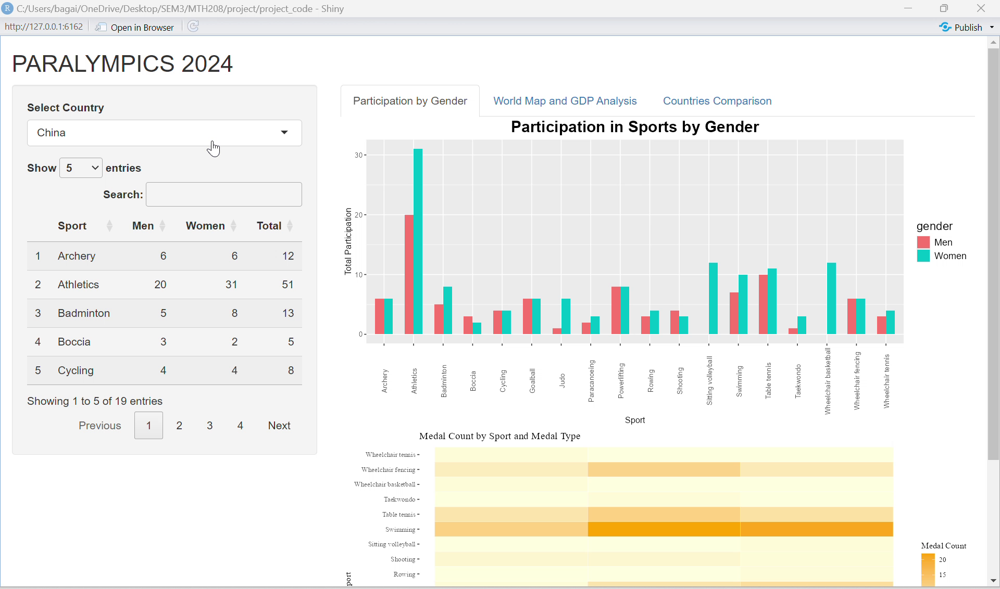 R C:/Users/bagai/OneDrive/Desktop/SEM3/MTH208/project/project_code - Shiny
http://127.0.0.1:6162 Open in Browser Publish
PARALYMPICS 2024
Select Country
China
Show 5 entries
Search:
Sport Men Women Total
1 Archery 6 6 12
2 Athletics 20 31 51
3 Badminton 5 8 13
4 Boccia 3 2 5
5 Cycling 4 4 8
Showing 1 to 5 of 19 entries
Previous 1 2 3 4 Next
Participation by Gender World Map and GDP Analysis Countries Comparison
Participation in Sports by Gender
Total Participation
30
20
10
0
Archery
Athletics
Badminton
Boccia
Cycling
Goalball
Judo
Paracanoeing
Powerlifting
Rowing
Shooting
Sitting volleyball
Swimming
Table tennis
Taekwondo
Wheelchair basketball
Wheelchair fencing
Wheelchair tennis
Sport
gender
Men
Women
Medal Count by Sport and Medal Type
Wheelchair tennis
Wheelchair fencing
Wheelchair basketball
Taekwondo
Table tennis
Swimming
Sitting volleyball
Shooting
Rowing
port
Medal Count
20
15